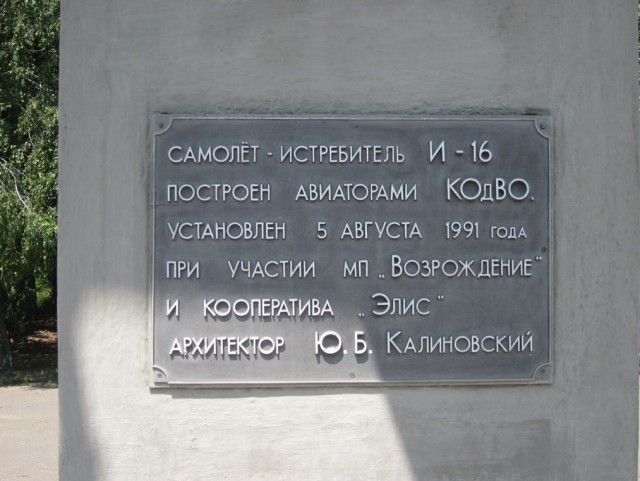 САМОЛЁТ - ИСТРЕБИТЕЛЬ И - 16
ПОСТРОЕН АВИАТОРАМИ КОдВО.
УСТАНОВЛЕН 5 АВГУСТА 1991 ГОДА
ПРИ УЧАСТИИ МП „ВОЗРОЖДЕНИЕ"
И КООПЕРАТИВА „ЭЛИС"
АРХИТЕКТОР Ю. Б. КАЛИНОВСКИЙ